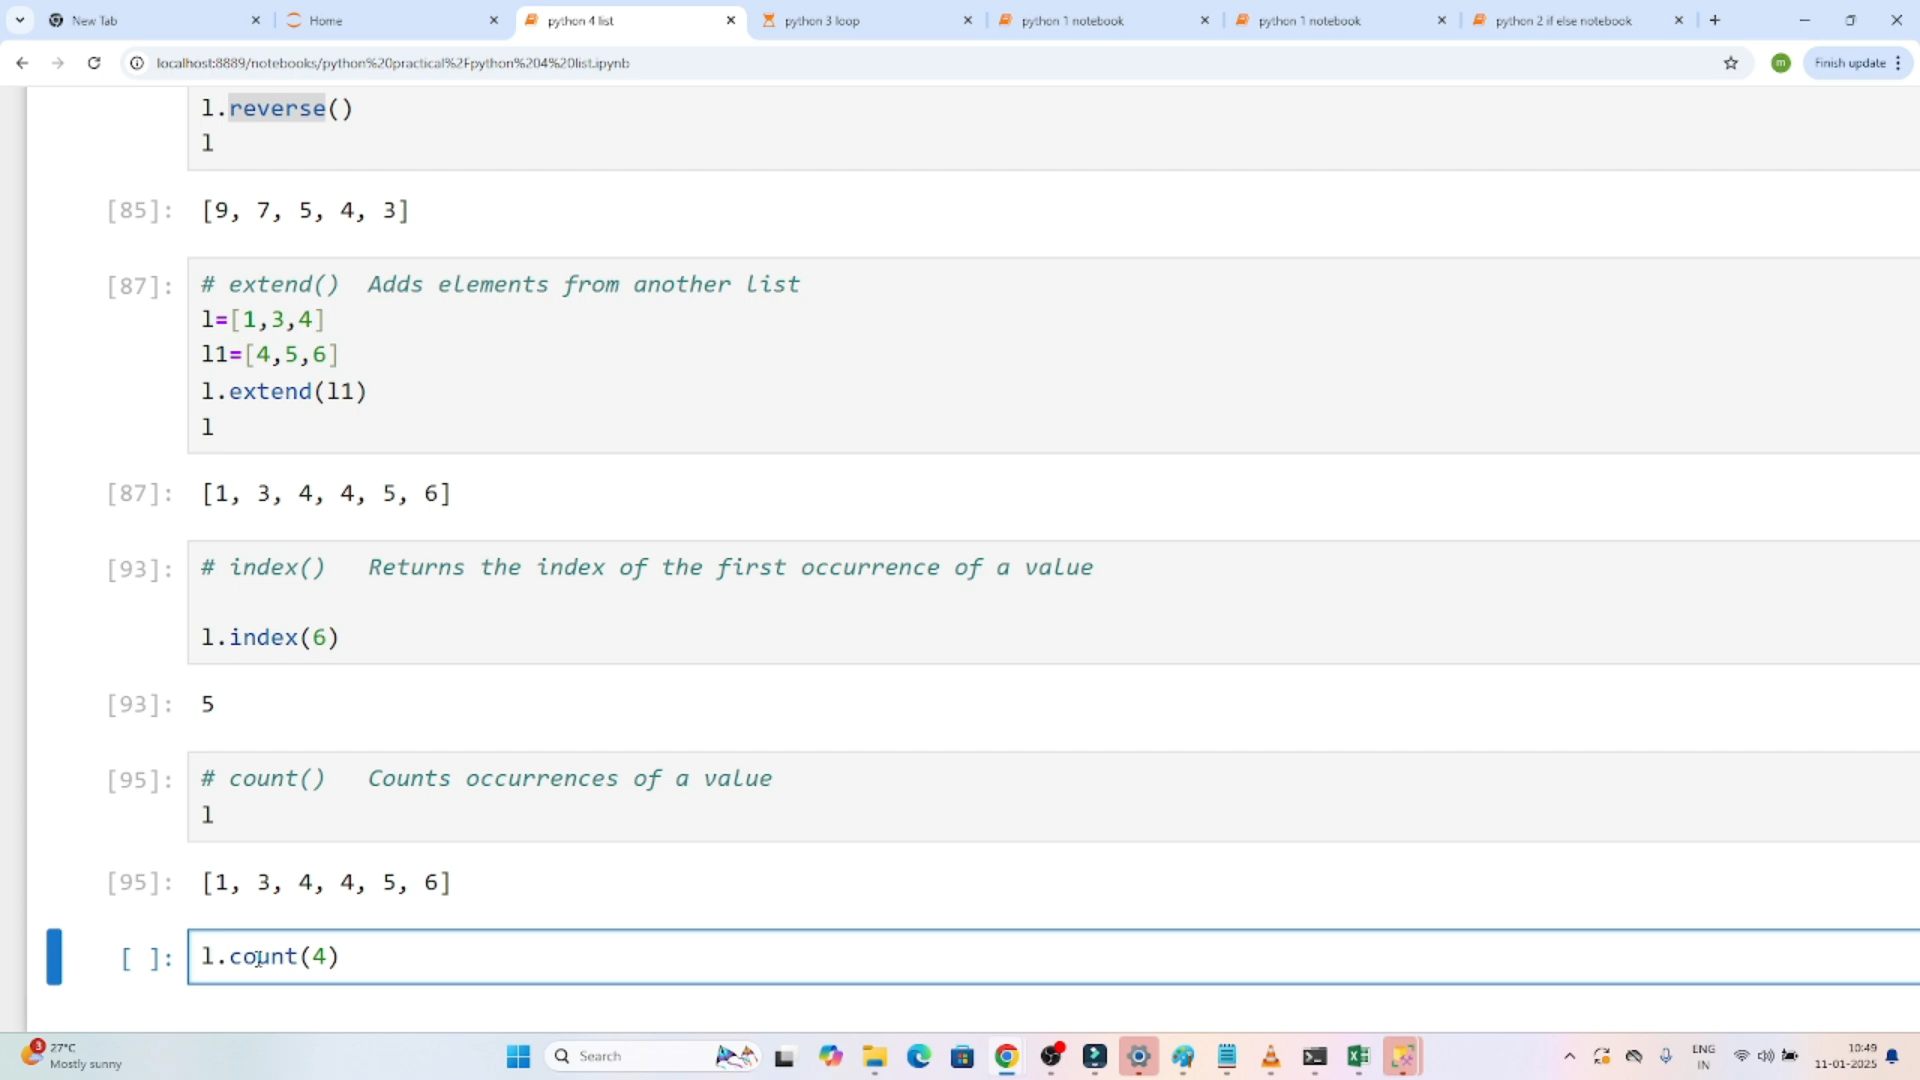 New Tab
Home
python 4 list
python 3 loop
python 1 notebook
python 1 notebook
python 2 if else notebook
localhost:8889/notebooks/python%20practical%2Fpython%204%20list.ipynb
m
Finish update
l.reverse()
l
[85]: [9, 7, 5, 4, 3]
[87]: # extend()  Adds elements from another list
l=[1,3,4]
l1=[4,5,6]
l.extend(l1)
l
[87]: [1, 3, 4, 4, 5, 6]
[93]: # index()   Returns the index of the first occurrence of a value
l.index(6)
[93]: 5
[95]: # count()   Counts occurrences of a value
l
[95]: [1, 3, 4, 4, 5, 6]
[ ]: l.count(4)
3
27°C
Mostly sunny
Search
ENG
IN
10:49
11-01-2025